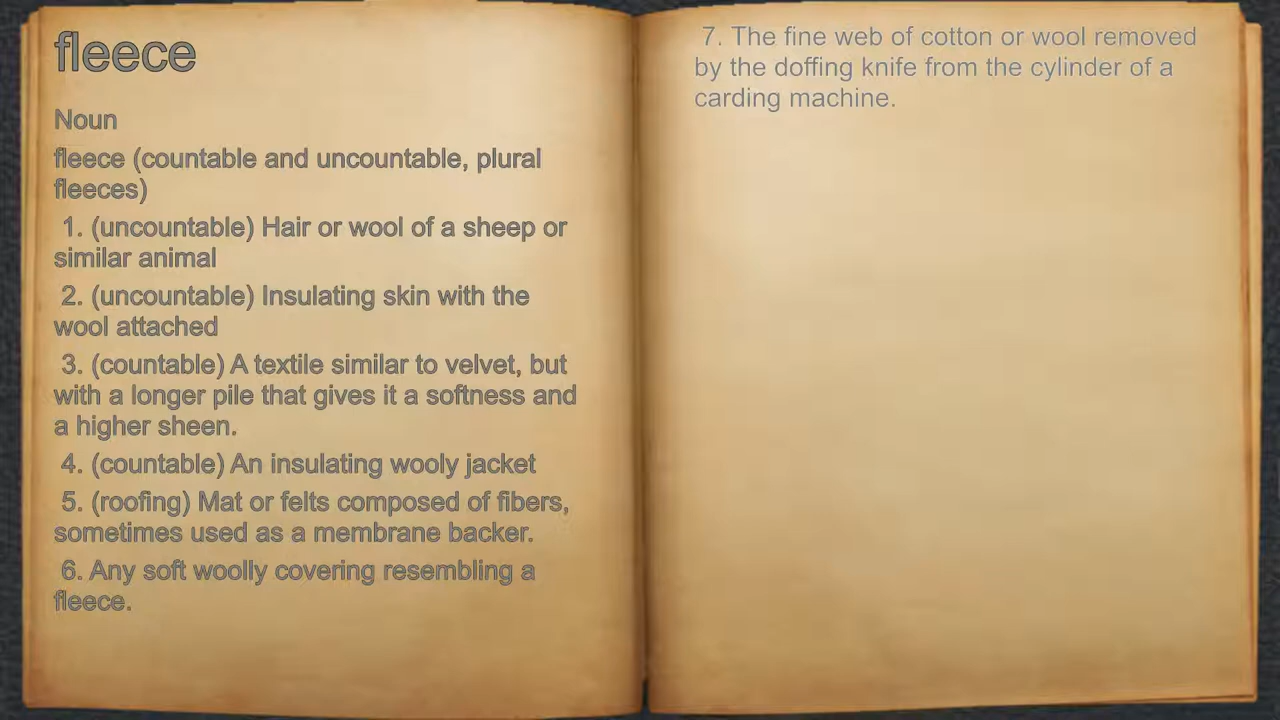 fleece
Noun
fleece (countable and uncountable, plural
fleeces)
1. (uncountable) Hair or wool of a sheep or
similar animal
2. (uncountable) Insulating skin with the
wool attached
3. (countable) A textile similar to velvet, but
with a longer pile that gives it a softness and
a higher sheen.
4. (countable) An insulating wooly jacket
5. (roofing) Mat or felts composed of fibers,
sometimes used as a membrane backer.
6. Any soft woolly covering resembling a
fleece.
7. The fine web of cotton or wool removed
by the doffing knife from the cylinder of a
carding machine.